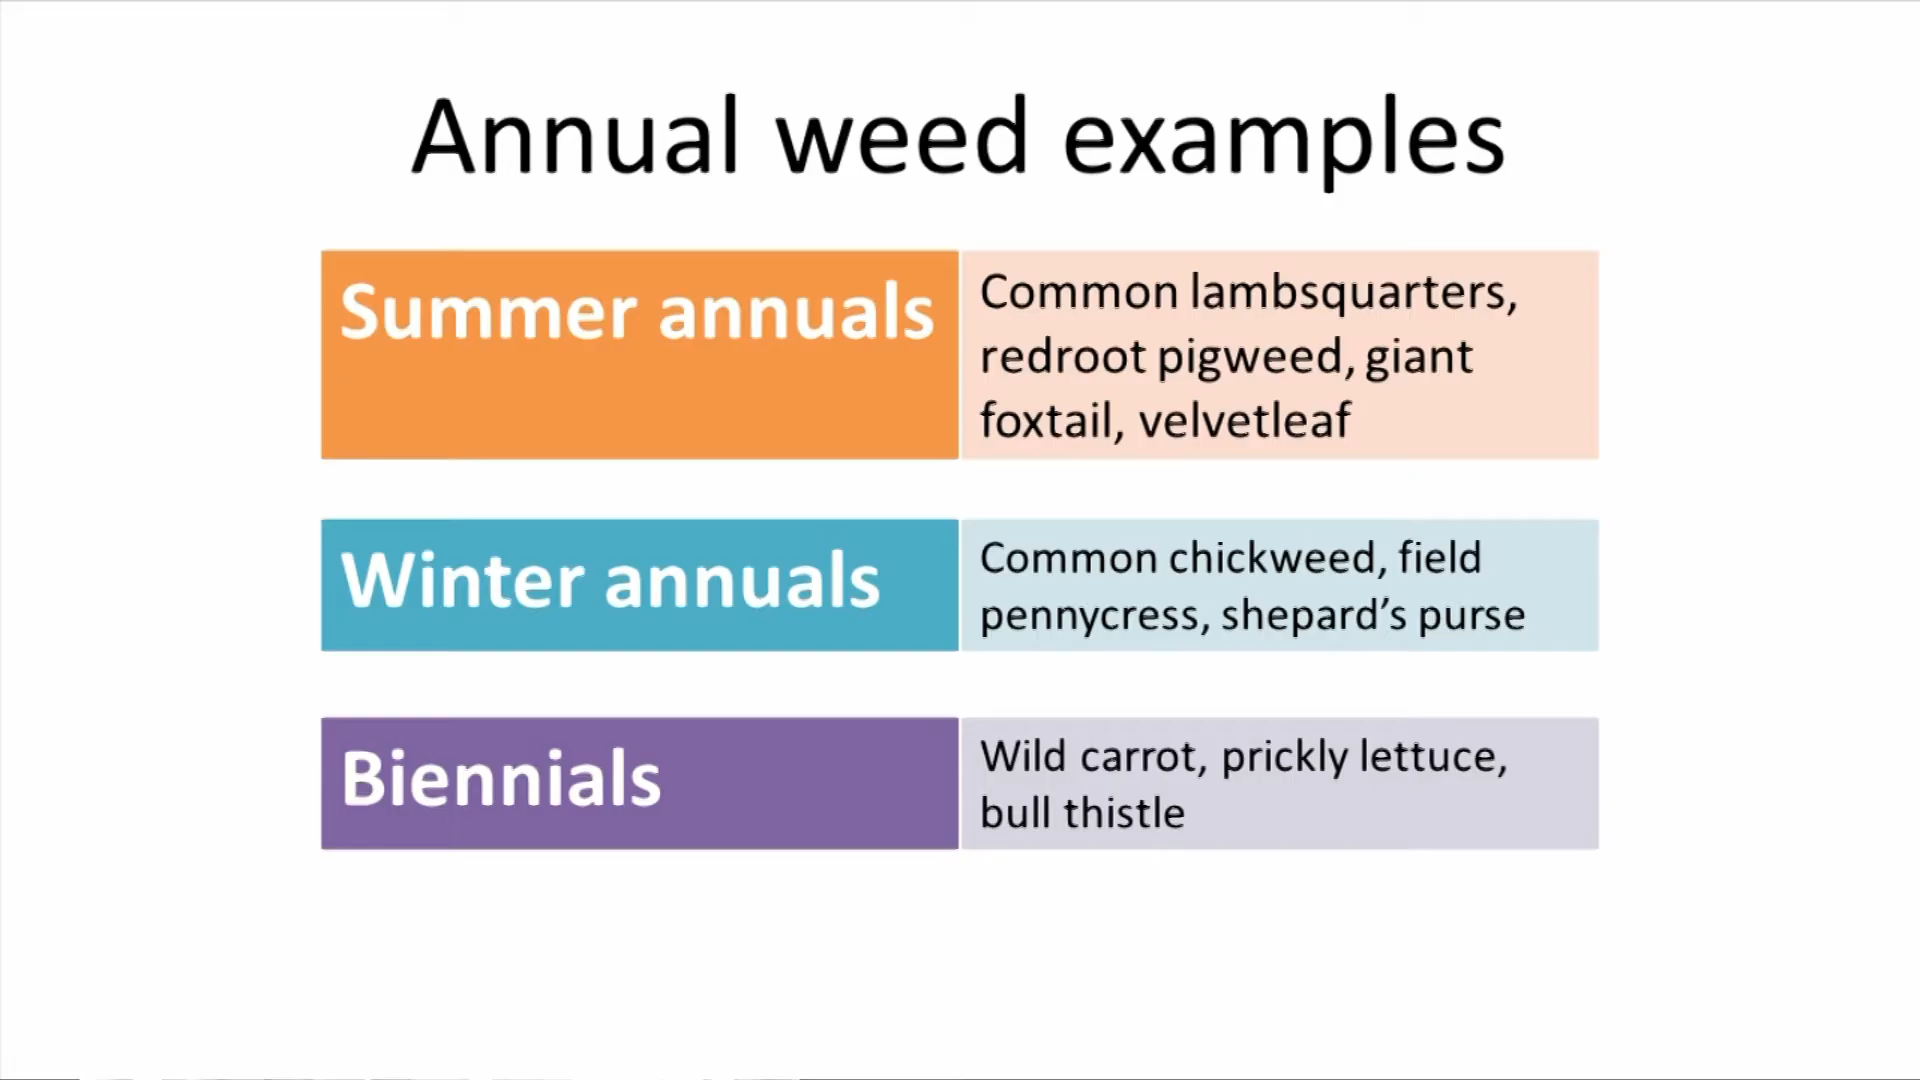 Annual weed examples
Summer annuals
Common lambsquarters,
redroot pigweed, giant
foxtail, velvetleaf
Winter annuals
Common chickweed, field
pennycress, shepard’s purse
Biennials
Wild carrot, prickly lettuce,
bull thistle